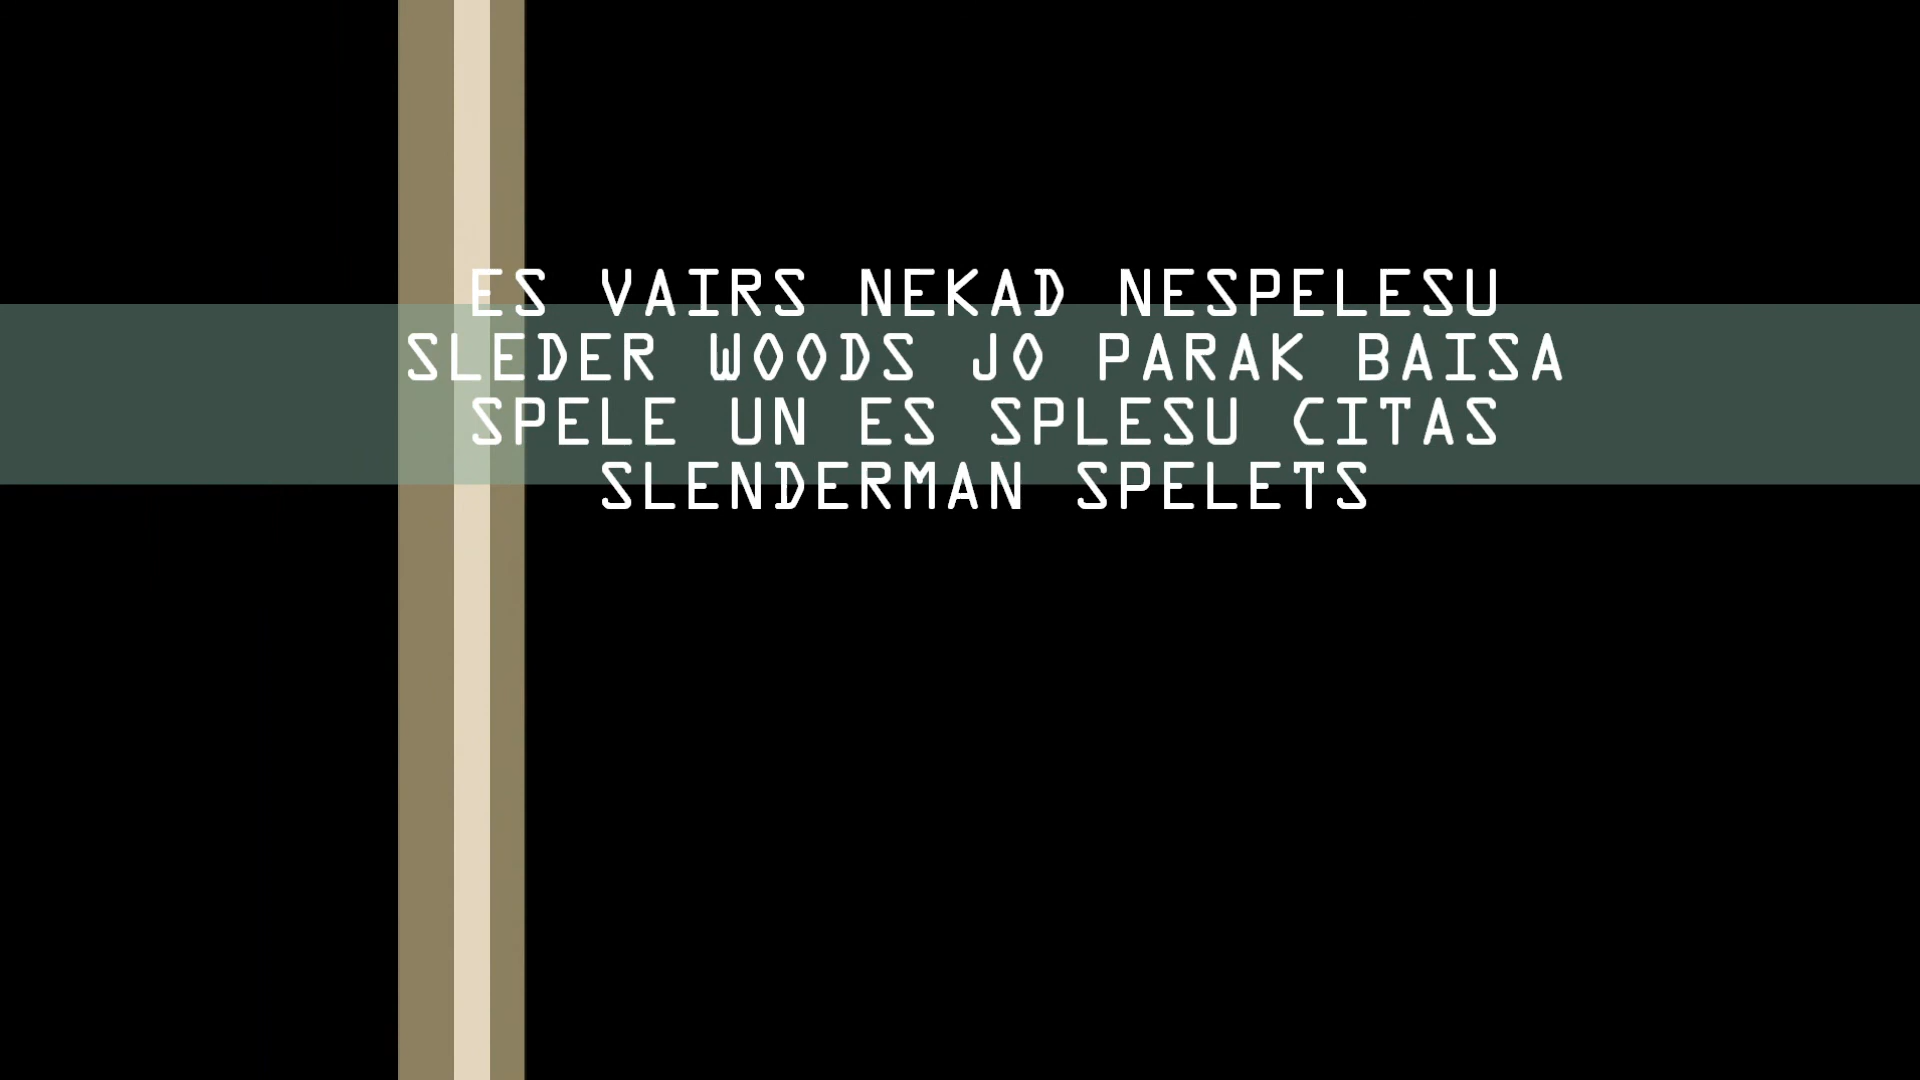 ES VAIRS NEKAD NESPELESU
SLEDER WOODS JO PARAK BAISA
SPELE UN ES SPLESU CITAS
SLENDERMAN SPELETS